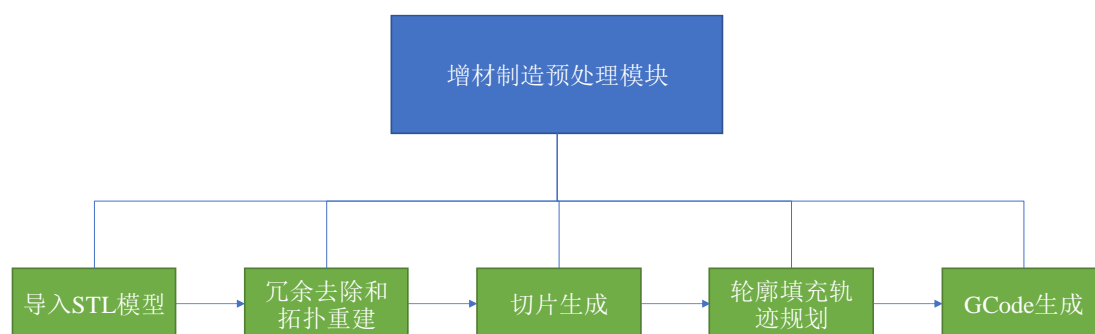 增材制造预处理模块
导入STL模型
冗余去除和
拓扑重建
切片生成
轮廓填充轨
迹规划
GCode生成